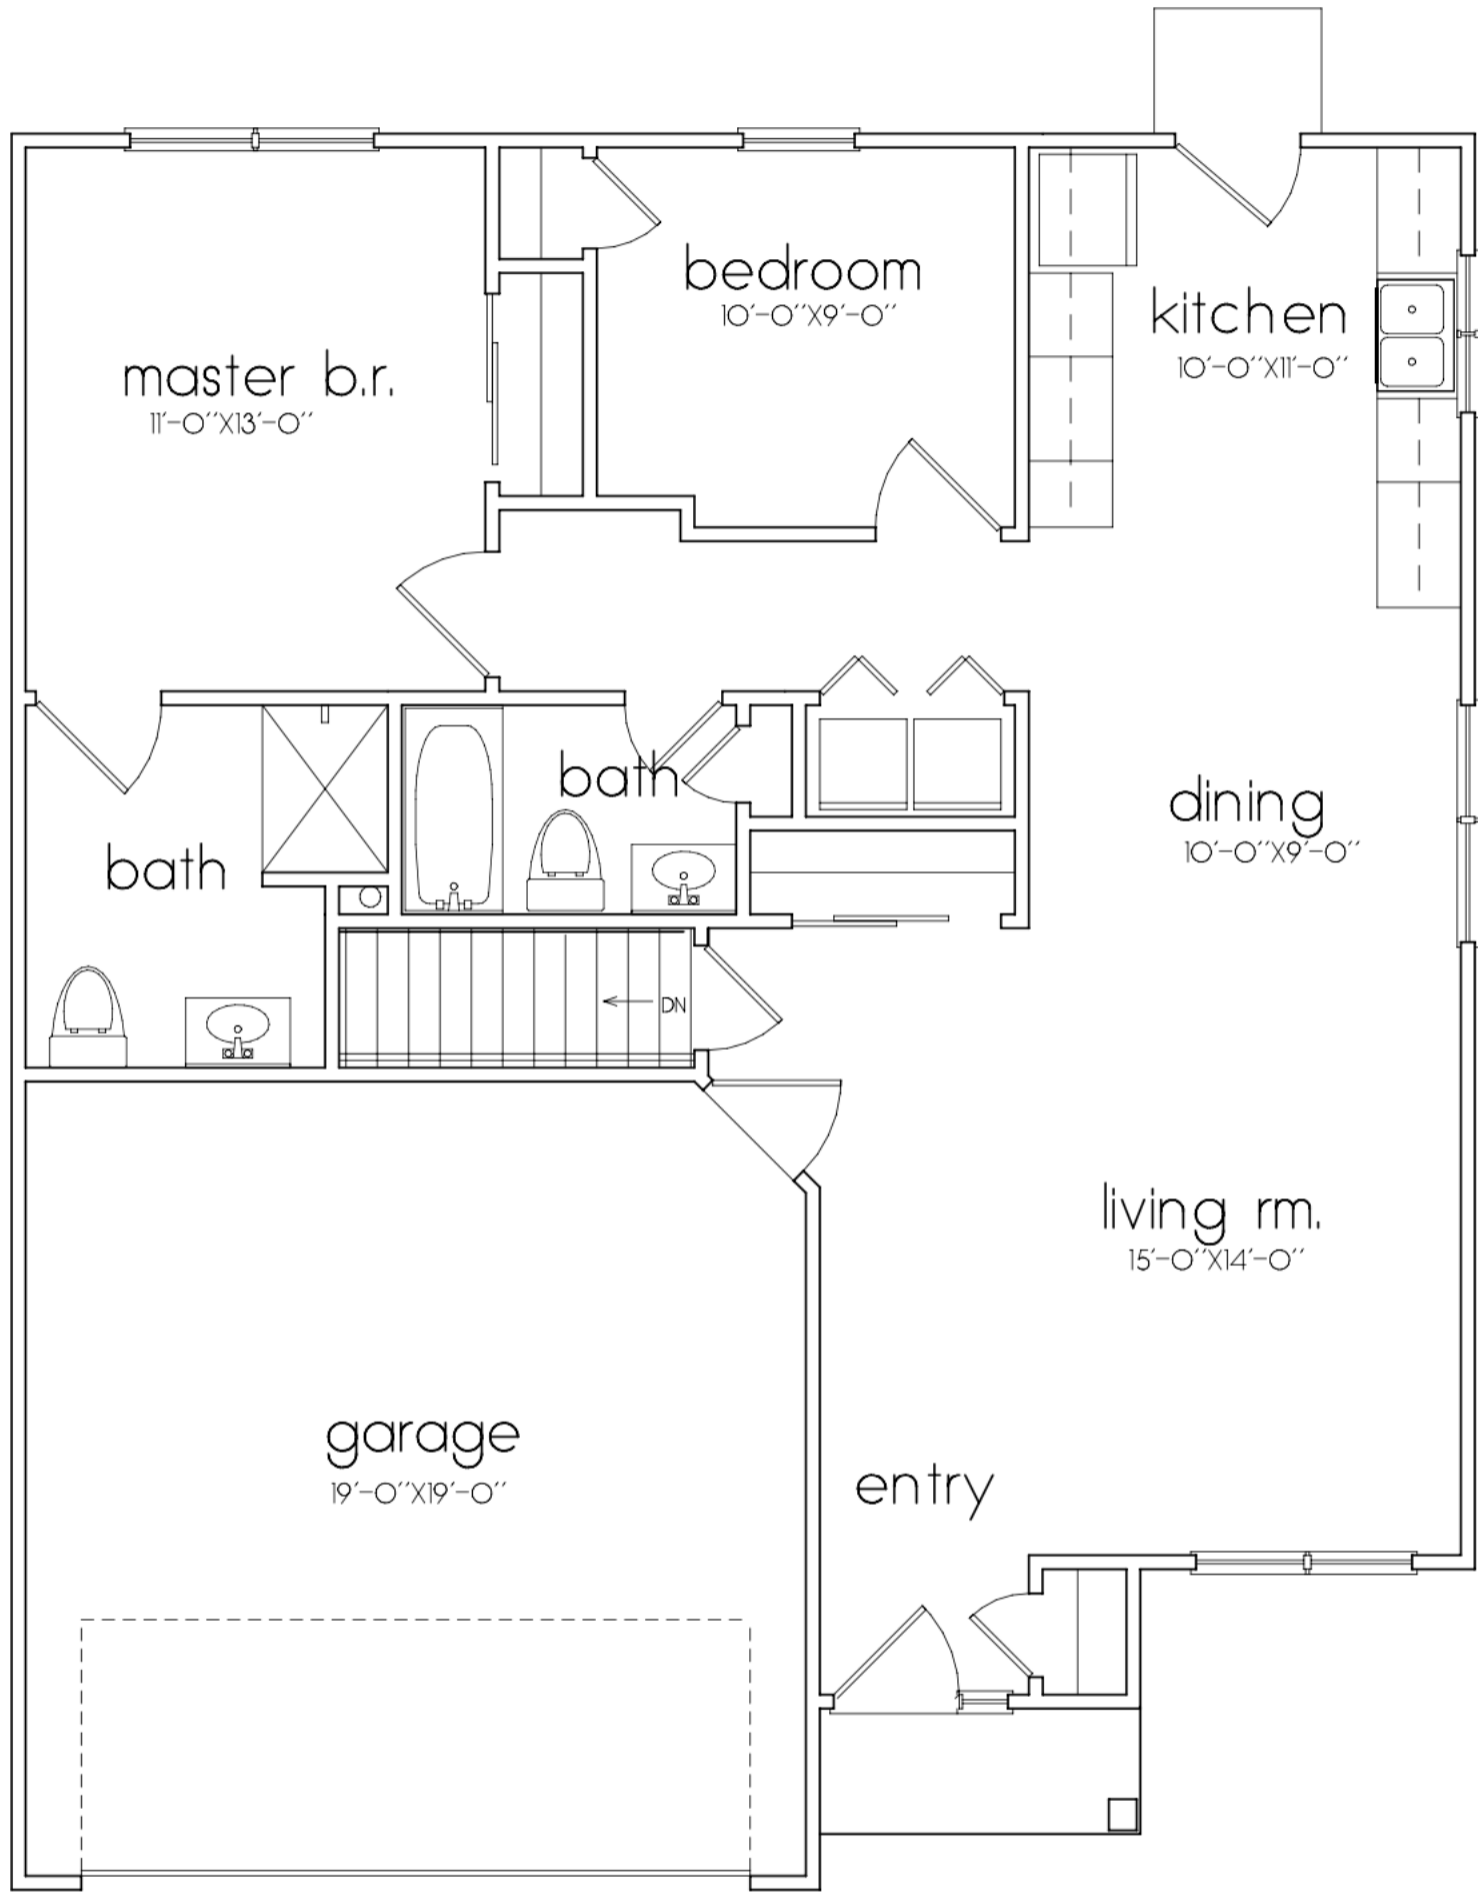 bedroom
10'-0"X9'-0"
kitchen
10'-0"X11'-0"
master b.r.
11'-0"X13'-0"
bath
dining
10'-0"X9'-0"
bath
DN
living rm.
15'-0"X14'-0"
garage
19'-0"X19'-0"
entry